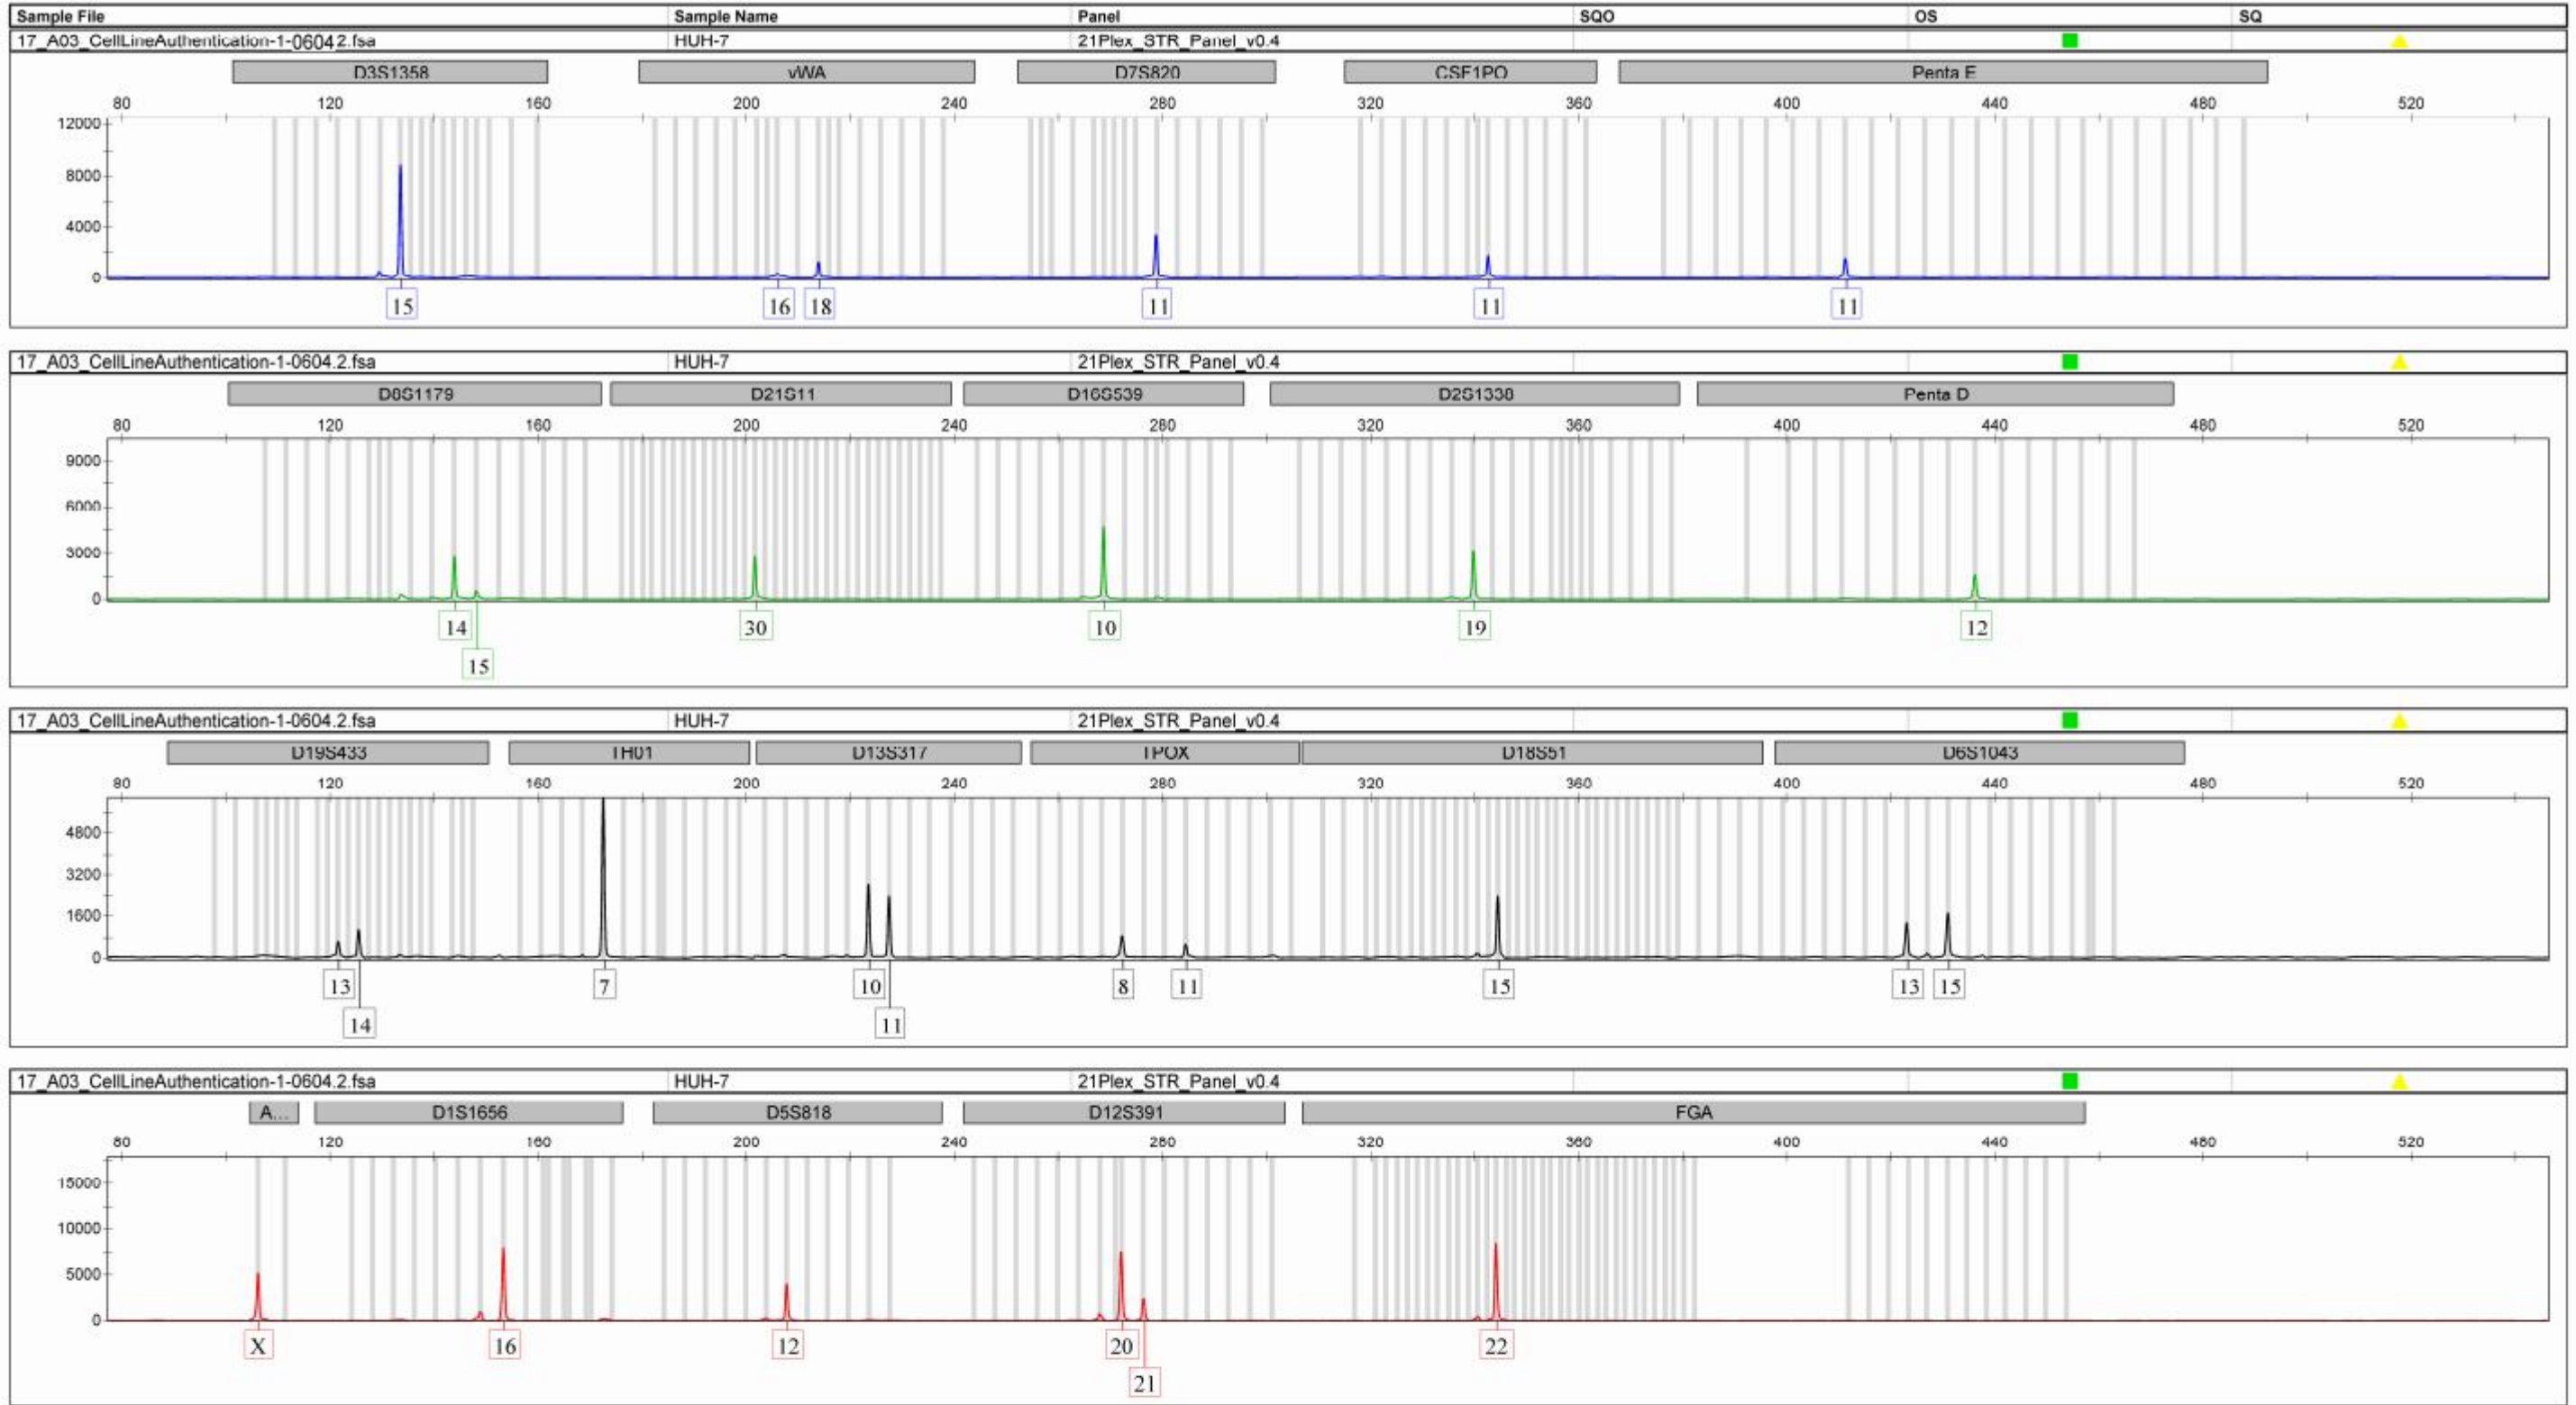 Sample File Sample Name Panel SQO OS SQ
17_A03_CellLineAuthentication-1-06042.fsa HUH-7 21Plex_STR_Panel_v0.4
D3S1358 vWA D7S820 CSF1PO Penta E
80 120 160 200 240 280 320 360 400 440 480 520
12000
8000
4000
0
15 16 18 11 11 11
17_A03_CellLineAuthentication-1-0604.2.fsa HUH-7 21Plex_STR_Panel_v0.4
D8S1179 D21S11 D16S539 D2S1338 Penta D
80 120 160 200 240 280 320 360 400 440 480 520
9000
6000
3000
0
14 30 10 19 12
15
17_A03_CellLineAuthentication-1-0604.2.fsa HUH-7 21Plex_STR_Panel_v0.4
D19S433 TH01 D13S317 TPOX D18S51 D6S1043
80 120 160 200 240 280 320 360 400 440 480 520
4800
3200
1600
0
13 7 10 8 11 15 13 15
14 11
17_A03_CellLineAuthentication-1-0604.2.fsa HUH-7 21Plex_STR_Panel_v0.4
A... D1S1656 D5S818 D12S391 FGA
80 120 160 200 240 280 320 360 400 440 480 520
15000
10000
5000
0
X 16 12 20 22
21